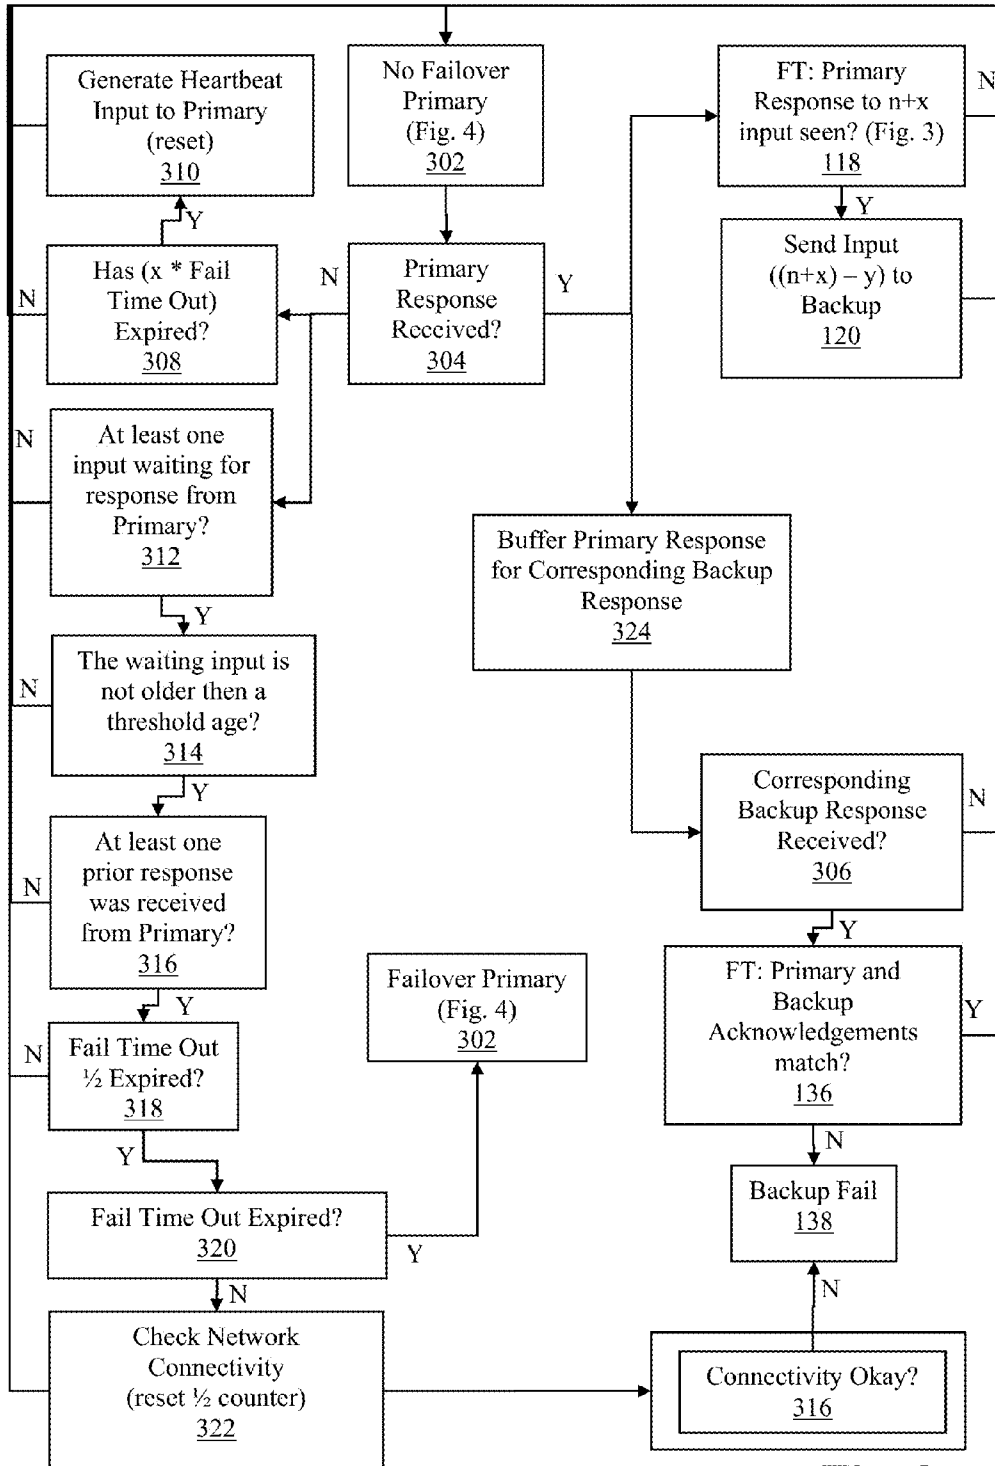 Generate Heartbeat
Input to Primary
(reset)
310
No Failover
Primary
(Fig. 4)
302
FT: Primary
Response to n+x
input seen? (Fig. 3)
118
N
Y
Y
Has (x * Fail
Time Out)
Expired?
308
N
N
Primary
Response
Received?
304
Y
Send Input
((n+x) – y) to
Backup
120
N
At least one
input waiting for
response from
Primary?
312
Y
Buffer Primary Response
for Corresponding Backup
Response
324
N
The waiting input is
not older then a
threshold age?
314
Y
Corresponding
Backup Response
Received?
306
N
Y
N
At least one
prior response
was received
from Primary?
316
Y
Failover Primary
(Fig. 4)
302
FT: Primary and
Backup
Acknowledgements
match?
136
Y
N
N
Fail Time Out
½ Expired?
318
Y
Backup Fail
138
Fail Time Out Expired?
320
Y
N
N
Check Network
Connectivity
(reset ½ counter)
322
Connectivity Okay?
316